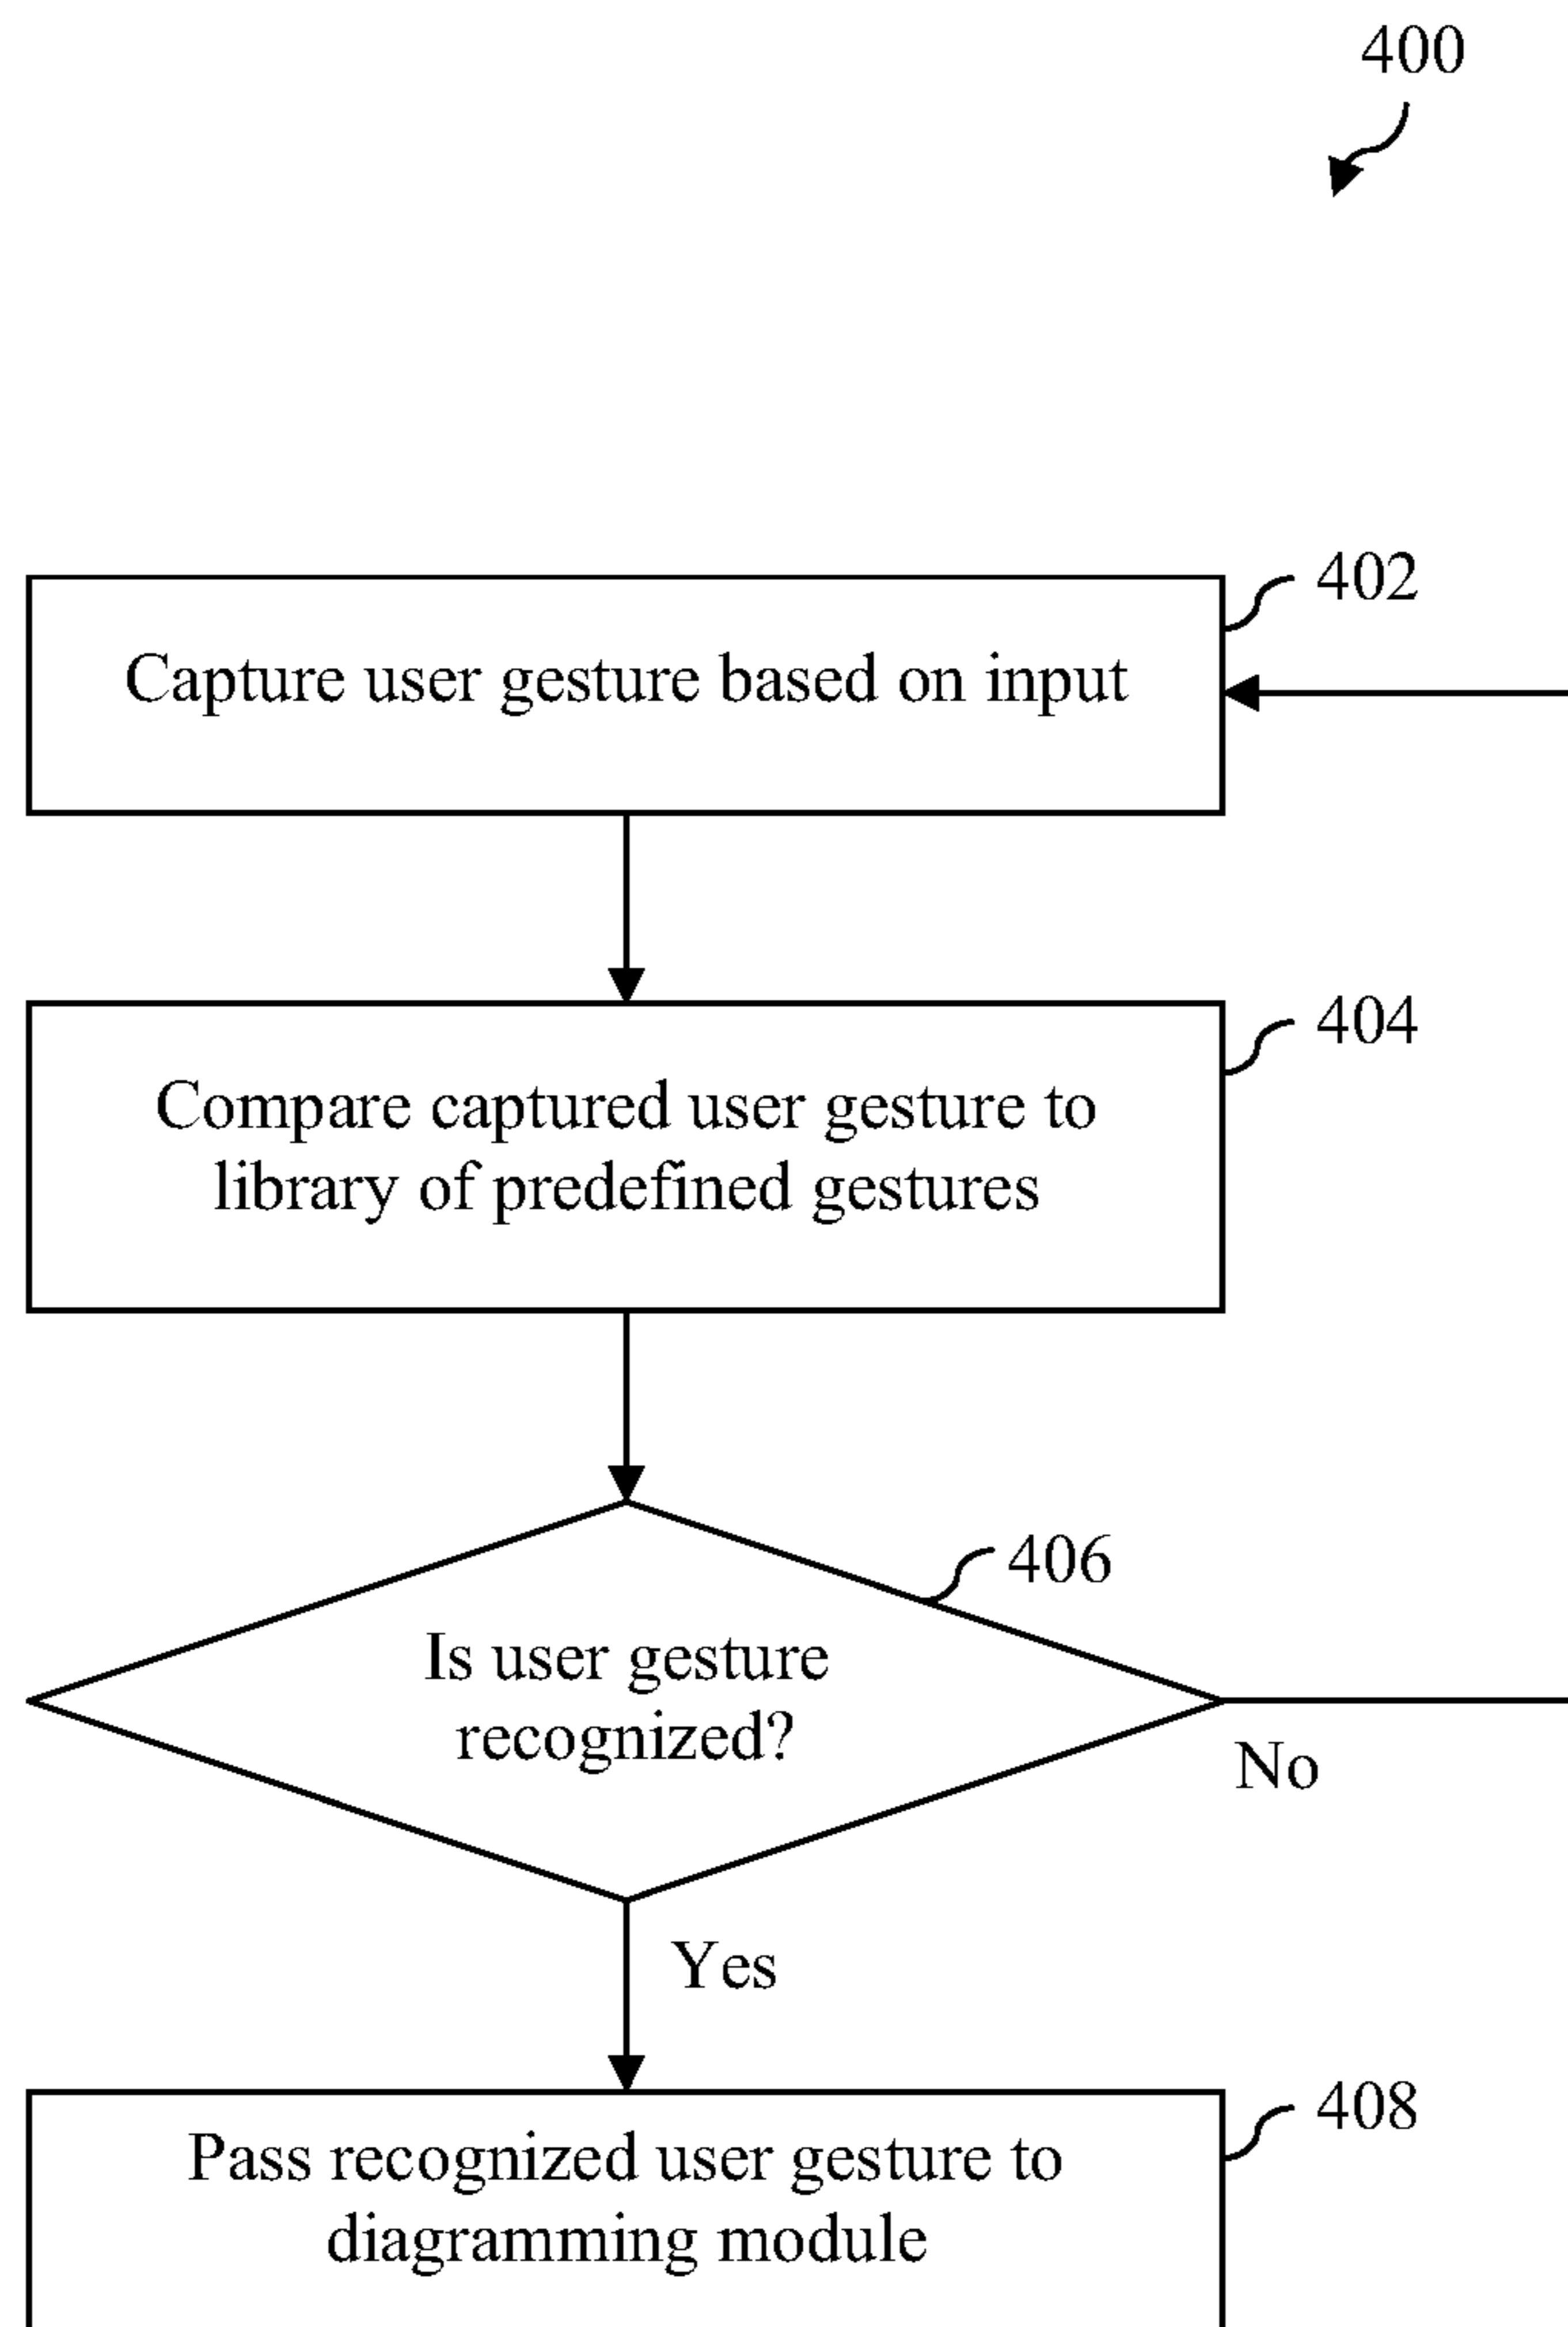 400
402
Capture user gesture based on input
404
Compare captured user gesture to
library of predefined gestures
406
Is user gesture
recognized?
No
Yes
408
Pass recognized user gesture to
diagramming module